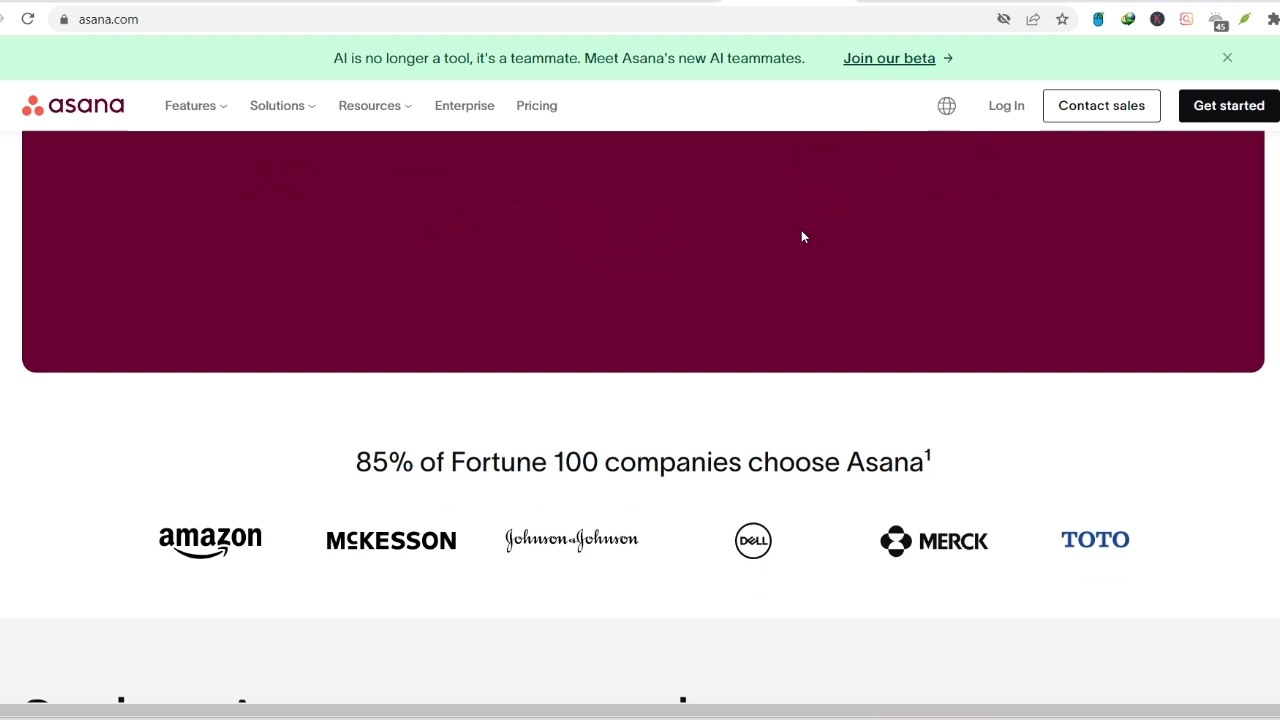 asana.com
45
AI is no longer a tool, it's a teammate. Meet Asana's new AI teammates. Join our beta →
asana Features Solutions Resources Enterprise Pricing Log In Contact sales Get started
85% of Fortune 100 companies choose Asana¹
amazon MCKESSON Johnson & Johnson DELL MERCK TOTO